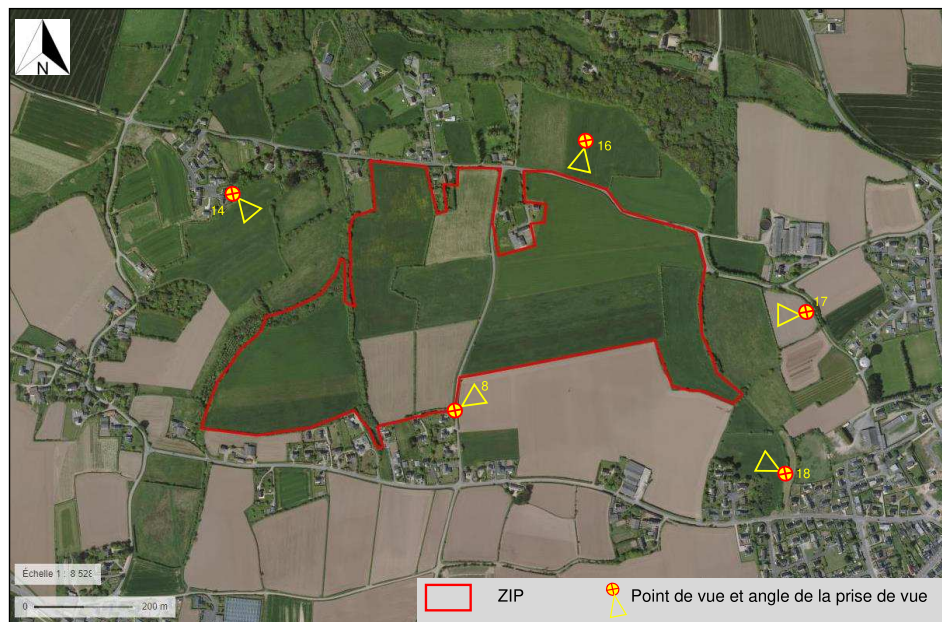 N
16
14
17
8
18
Échelle 1 : 8 528
0 200 m
ZIP
Point de vue et angle de la prise de vue